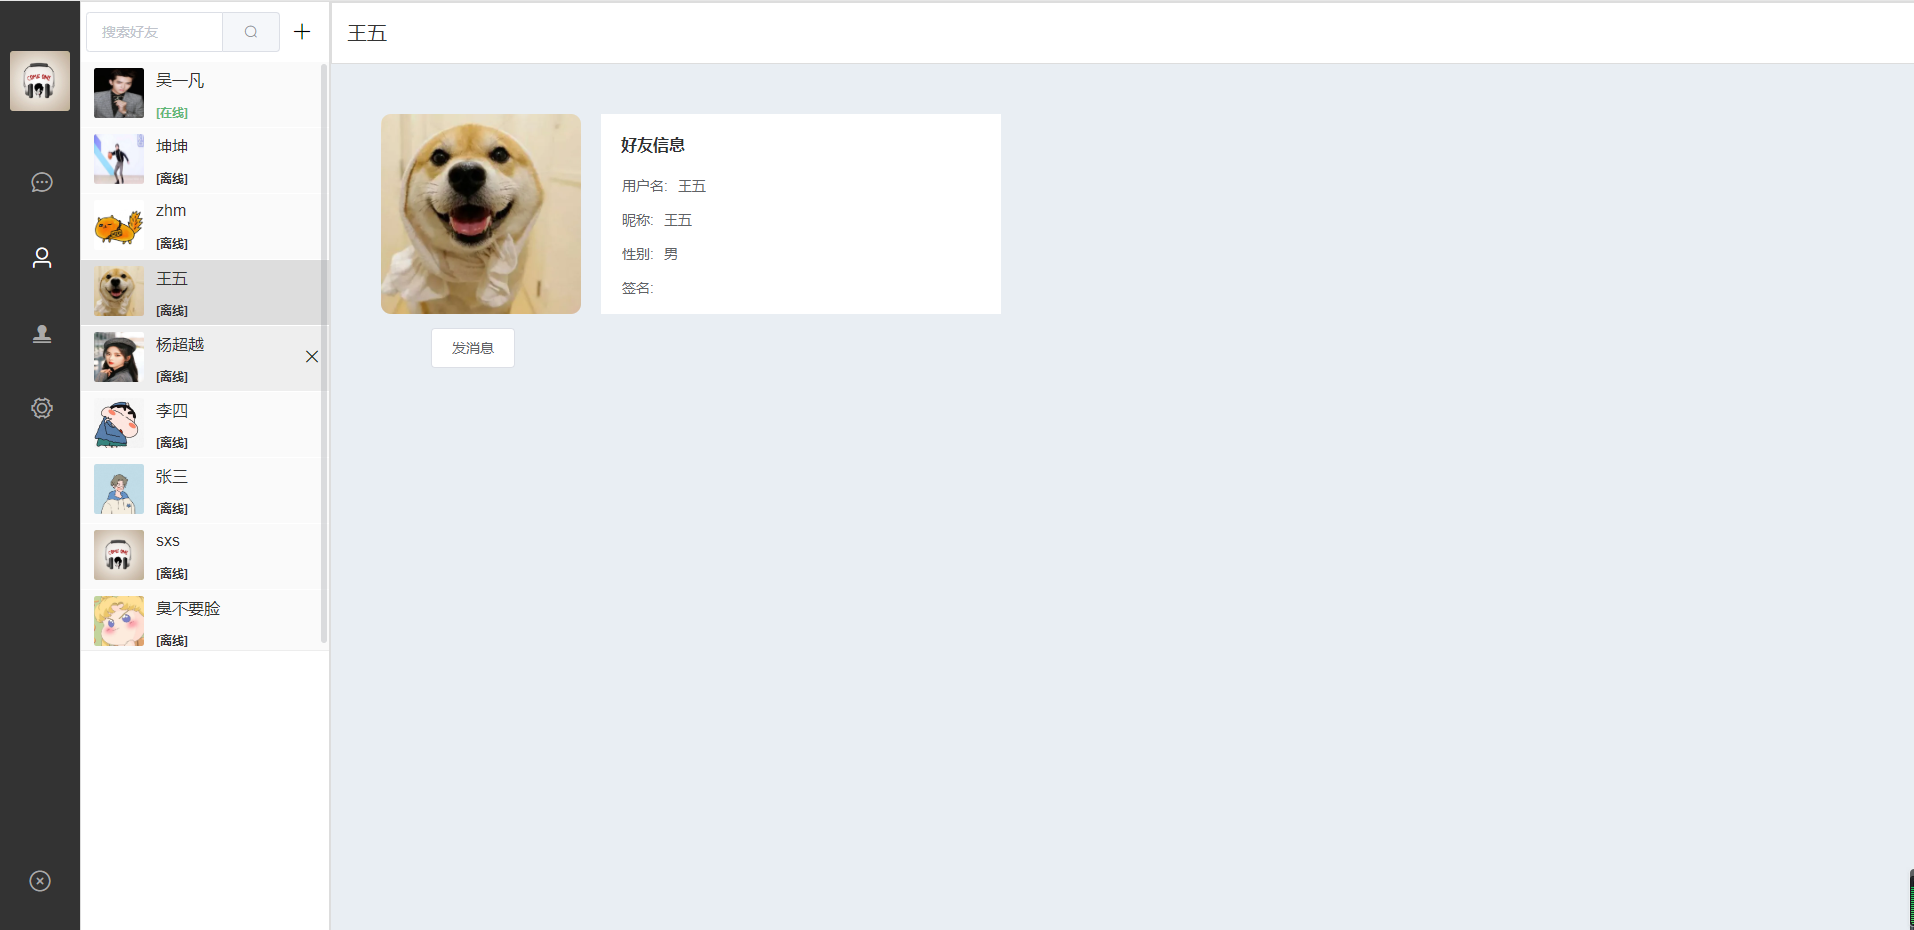 搜索好友
吴一凡
[在线]
坤坤
[离线]
zhm
[离线]
王五
[离线]
杨超越
[离线]
李四
[离线]
张三
[离线]
sxs
[离线]
臭不要脸
[离线]
王五
好友信息
用户名: 王五
昵称: 王五
性别: 男
签名:
发消息
COME ONE